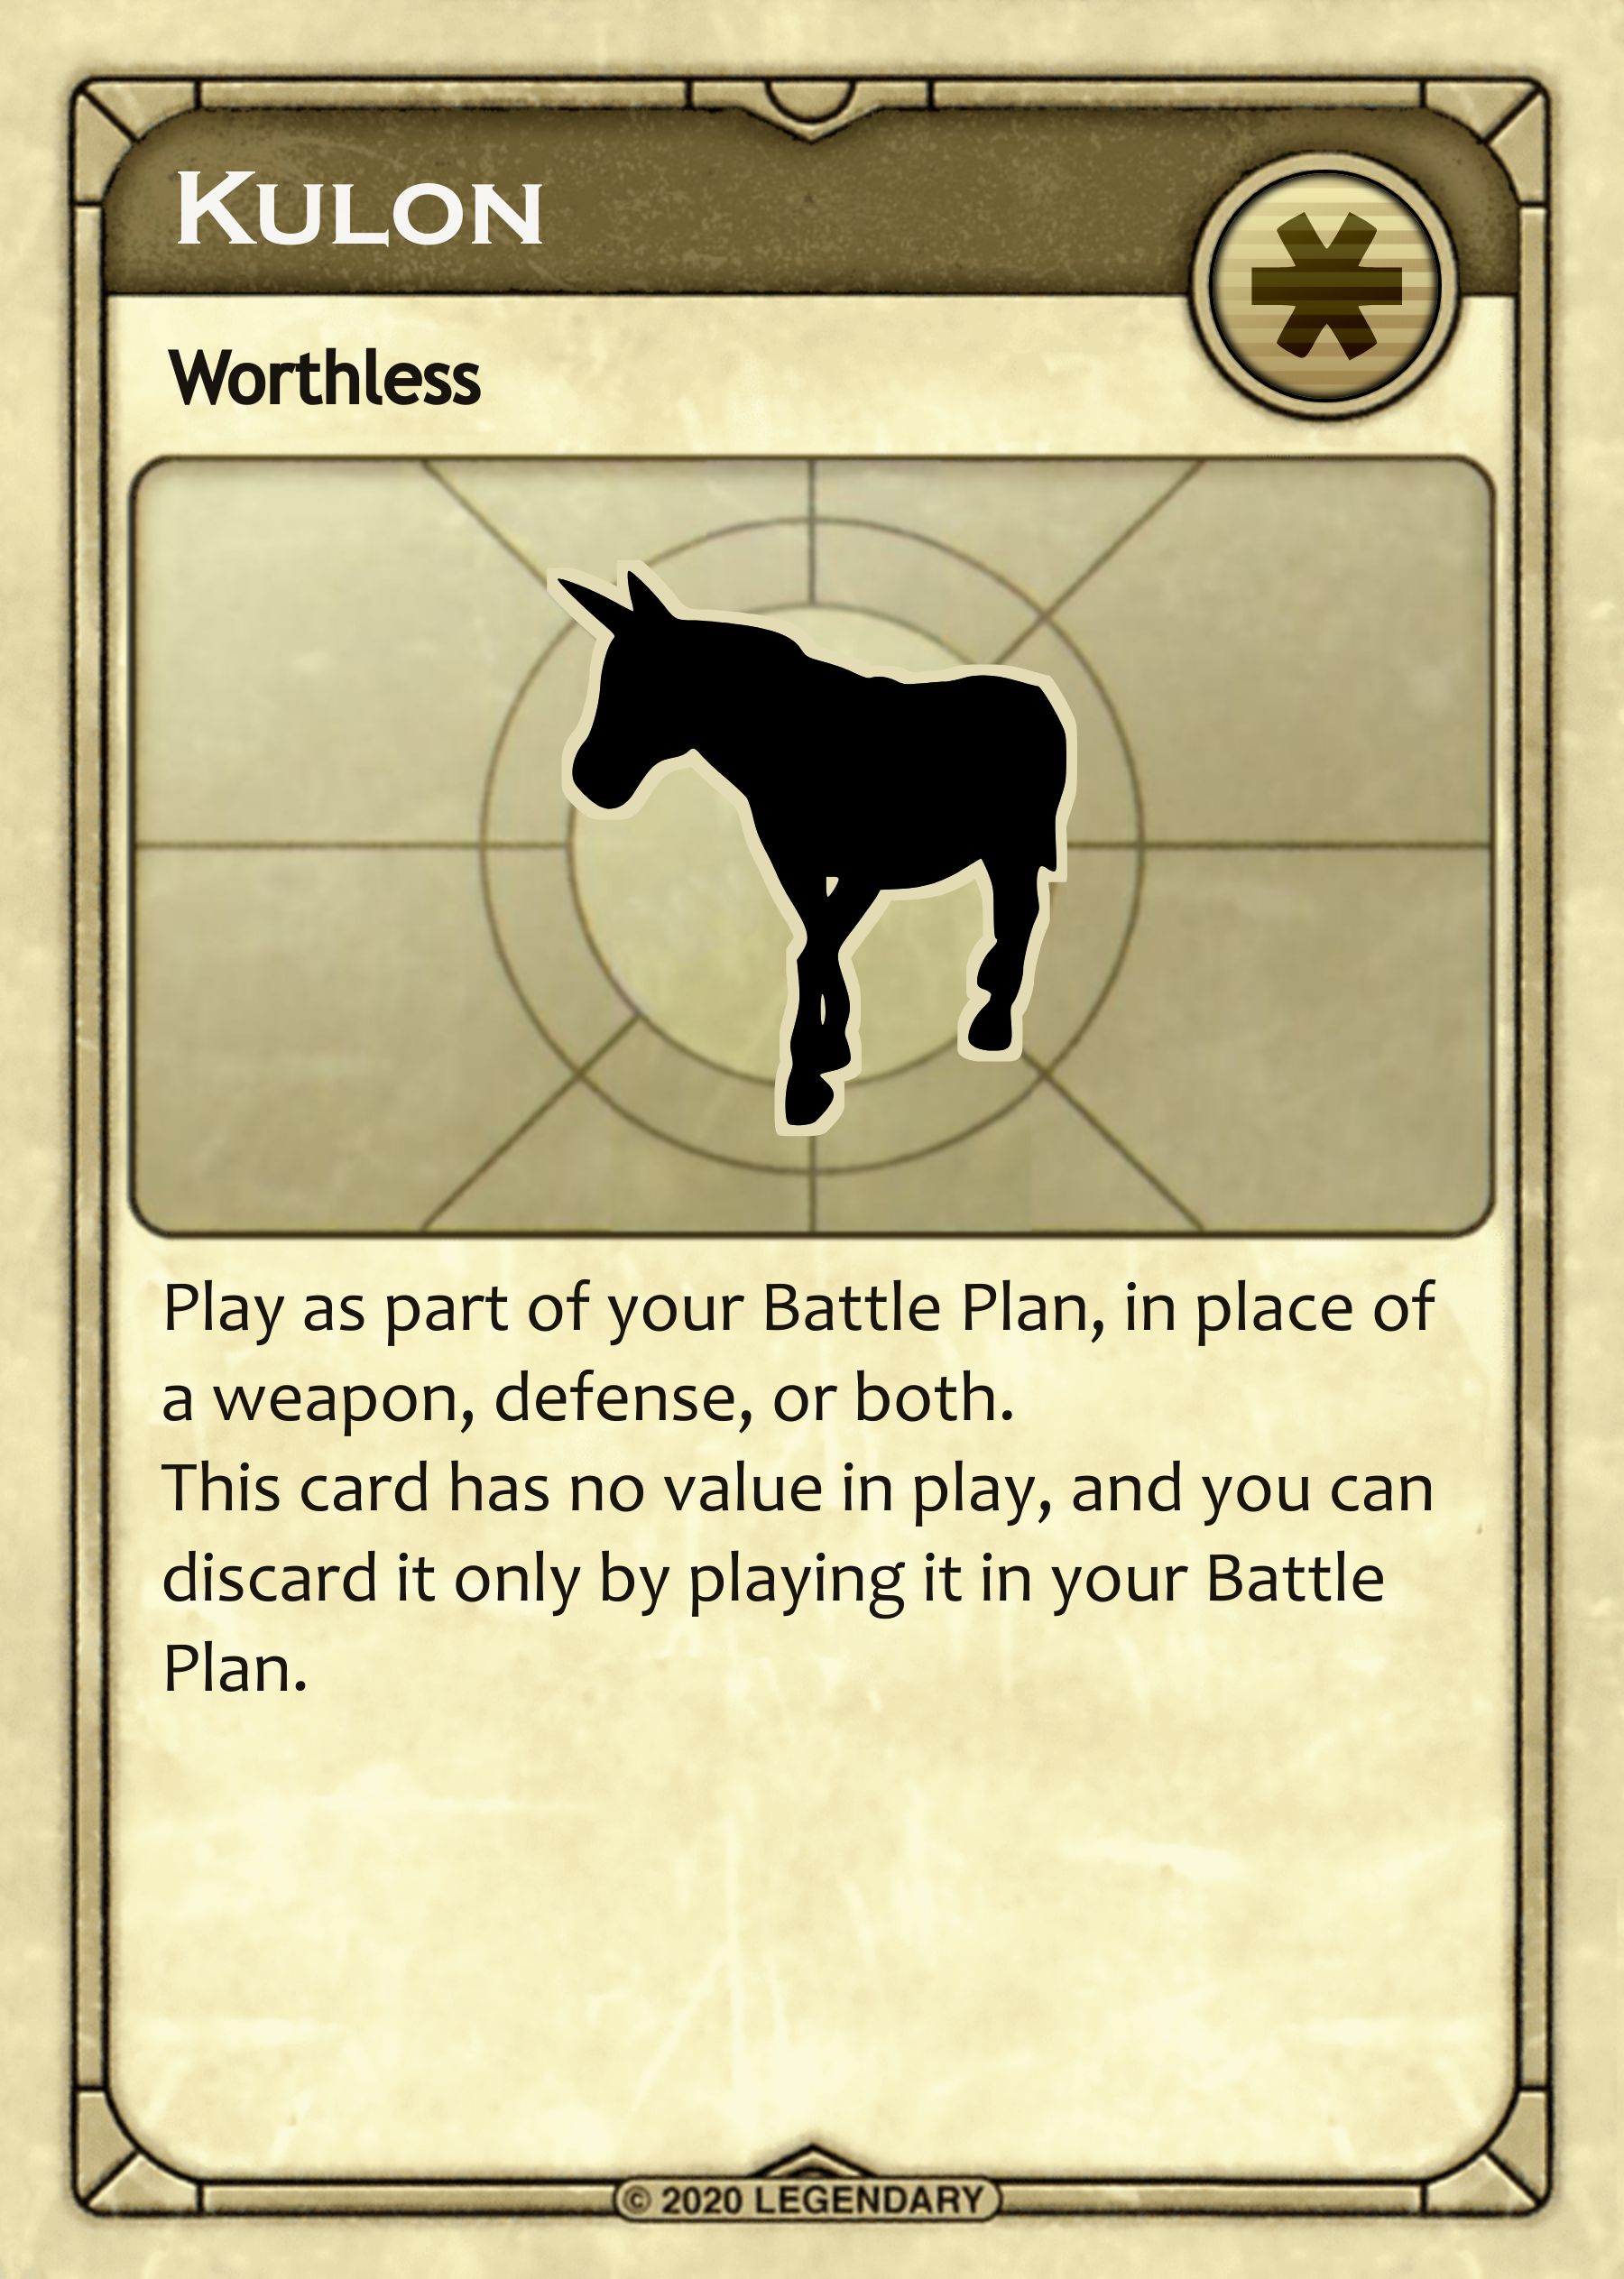 Kulon
Worthless
Play as part of your Battle Plan, in place of
a weapon, defense, or both.
This card has no value in play, and you can
discard it only by playing it in your Battle
Plan.
© 2020 LEGENDARY